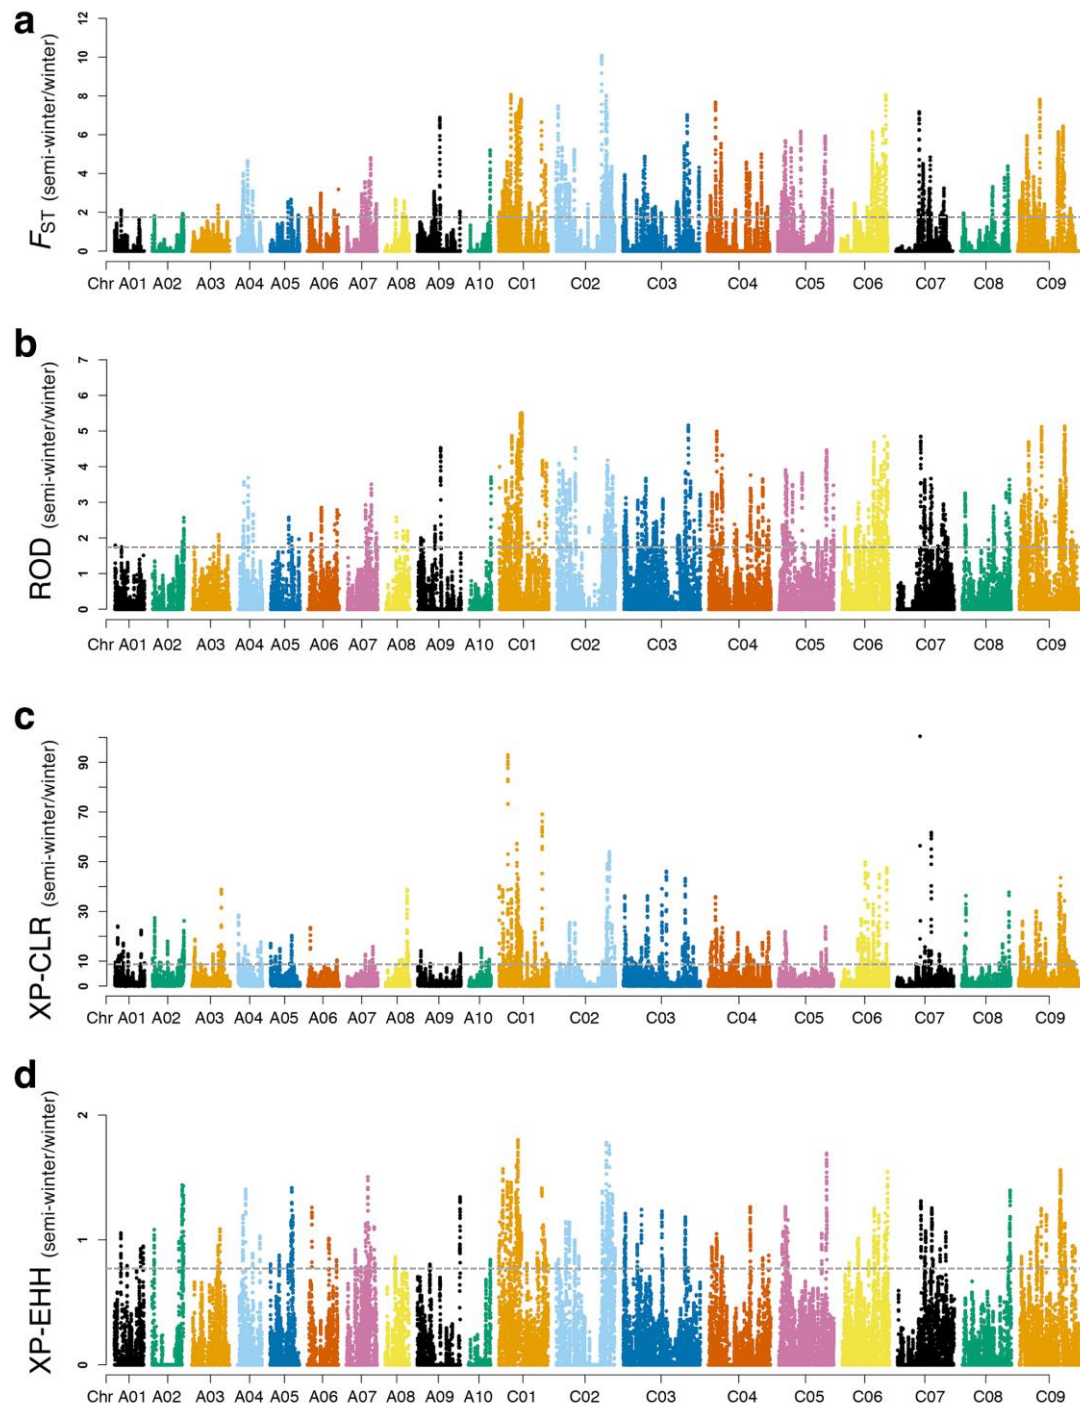 a
F_ST (semi-winter/winter)
12
10
8
6
4
2
0
Chr A01 A02 A03 A04 A05 A06 A07 A08 A09 A10 C01 C02 C03 C04 C05 C06 C07 C08 C09
b
ROD (semi-winter/winter)
7
6
5
4
3
2
1
0
Chr A01 A02 A03 A04 A05 A06 A07 A08 A09 A10 C01 C02 C03 C04 C05 C06 C07 C08 C09
c
XP-CLR (semi-winter/winter)
90
70
50
30
10
0
Chr A01 A02 A03 A04 A05 A06 A07 A08 A09 A10 C01 C02 C03 C04 C05 C06 C07 C08 C09
d
XP-EHH (semi-winter/winter)
2
1
0
Chr A01 A02 A03 A04 A05 A06 A07 A08 A09 A10 C01 C02 C03 C04 C05 C06 C07 C08 C09